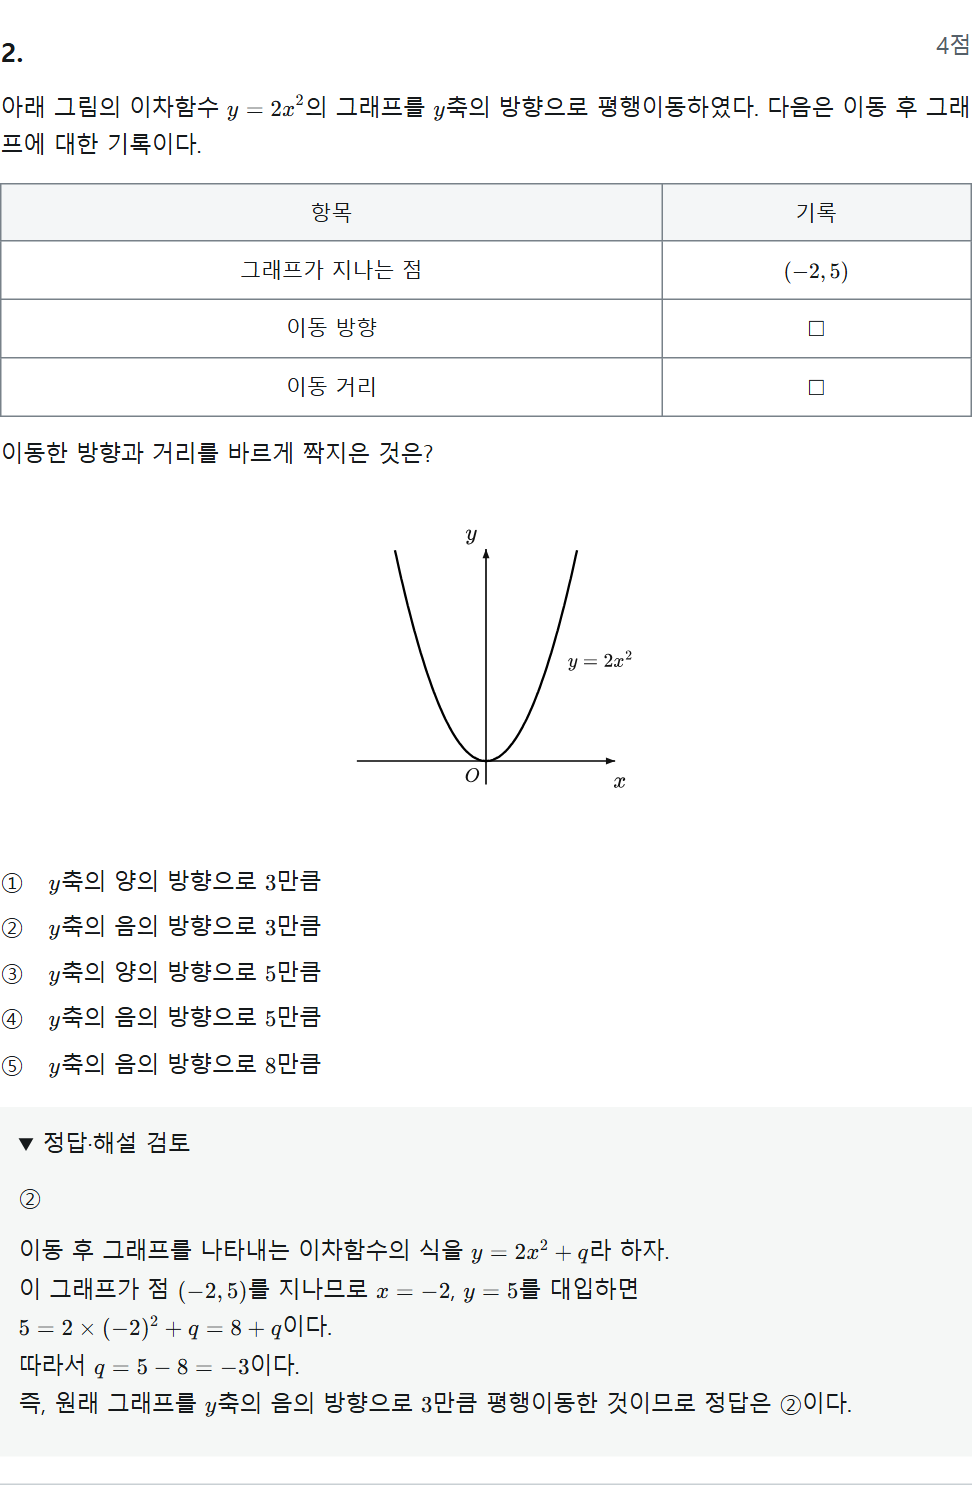 2.
4점
아래 그림의 이차함수 y = 2x²의 그래프를 y축의 방향으로 평행이동하였다. 다음은 이동 후 그래
프에 대한 기록이다.
항목 기록
그래프가 지나는 점 (−2, 5)
이동 방향 □
이동 거리 □
이동한 방향과 거리를 바르게 짝지은 것은?
y
y = 2x²
O
x
① y축의 양의 방향으로 3만큼
② y축의 음의 방향으로 3만큼
③ y축의 양의 방향으로 5만큼
④ y축의 음의 방향으로 5만큼
⑤ y축의 음의 방향으로 8만큼
▼ 정답·해설 검토
②
이동 후 그래프를 나타내는 이차함수의 식을 y = 2x² + q라 하자.
이 그래프가 점 (−2, 5)를 지나므로 x = −2, y = 5를 대입하면
5 = 2 × (−2)² + q = 8 + q이다.
따라서 q = 5 − 8 = −3이다.
즉, 원래 그래프를 y축의 음의 방향으로 3만큼 평행이동한 것이므로 정답은 ②이다.